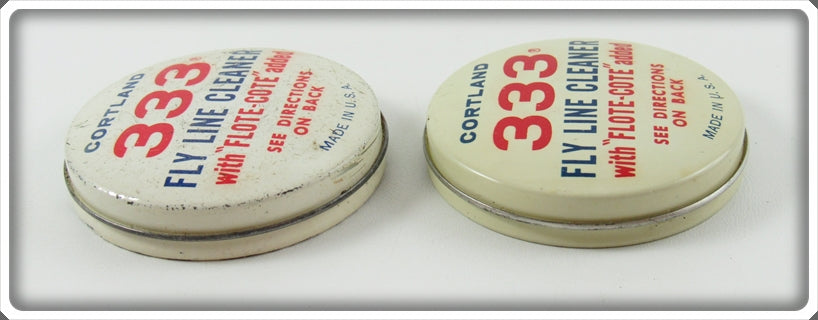 CORTLAND
333®
FLY LINE CLEANER
with "FLOTE-COTE" added
SEE DIRECTIONS
ON BACK
MADE IN U.S.A.
CORTLAND
333®
FLY LINE CLEANER
with "FLOTE-COTE" added
SEE DIRECTIONS
ON BACK
MADE IN U.S.A.